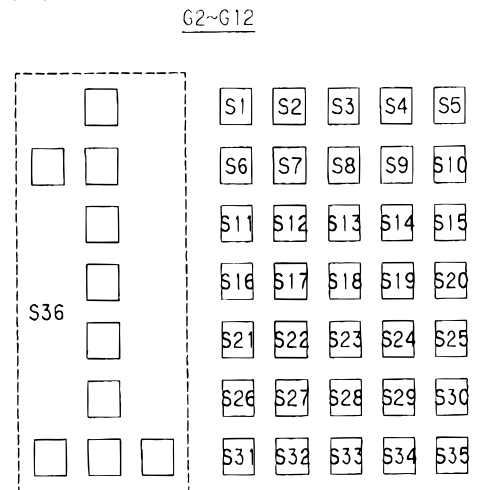 G2~G12
S1 S2 S3 S4 S5
S6 S7 S8 S9 S10
S11 S12 S13 S14 S15
S16 S17 S18 S19 S20
S36
S21 S22 S23 S24 S25
S26 S27 S28 S29 S30
S31 S32 S33 S34 S35